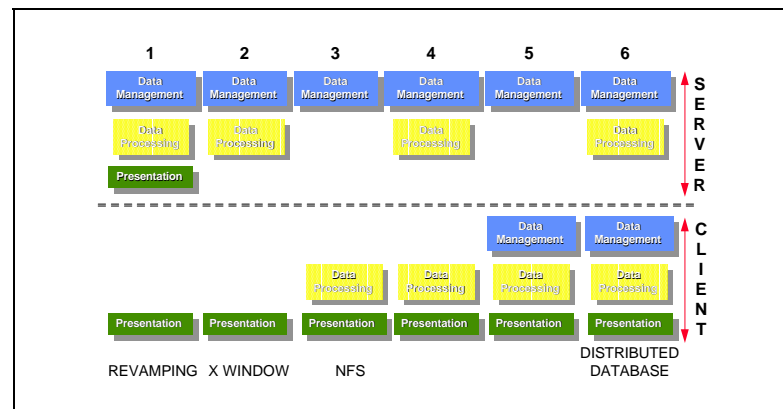 1 2 3 4 5 6
Data Management Data Management Data Management Data Management Data Management Data Management
Data Processing Data Processing Data Processing Data Processing
Presentation
SERVER
Data Management Data Management
Data Processing Data Processing Data Processing Data Processing
Presentation Presentation Presentation Presentation Presentation Presentation
CLIENT
REVAMPING X WINDOW NFS DISTRIBUTED DATABASE